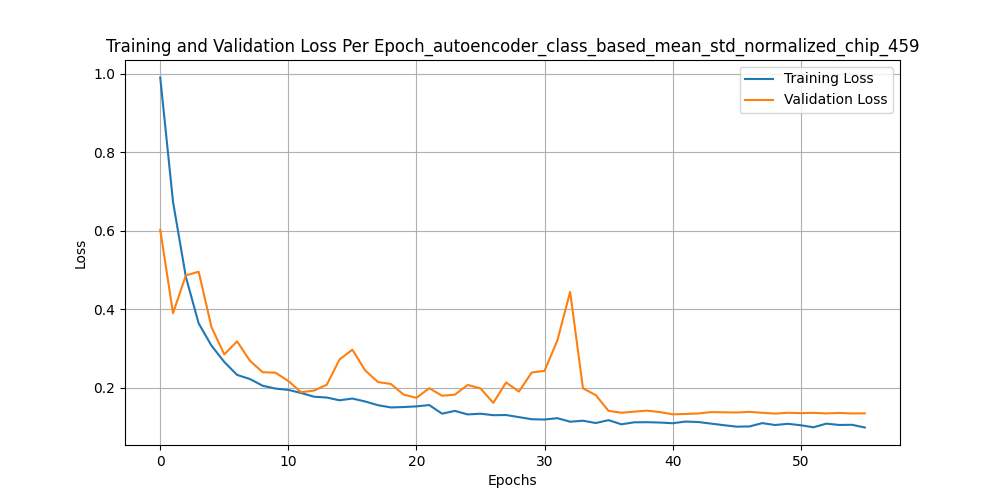 Training and Validation Loss Per Epoch_autoencoder_class_based_mean_std_normalized_chip_459
Training Loss
Validation Loss
1.0
0.8
0.6
0.4
0.2
Loss
0 10 20 30 40 50
Epochs